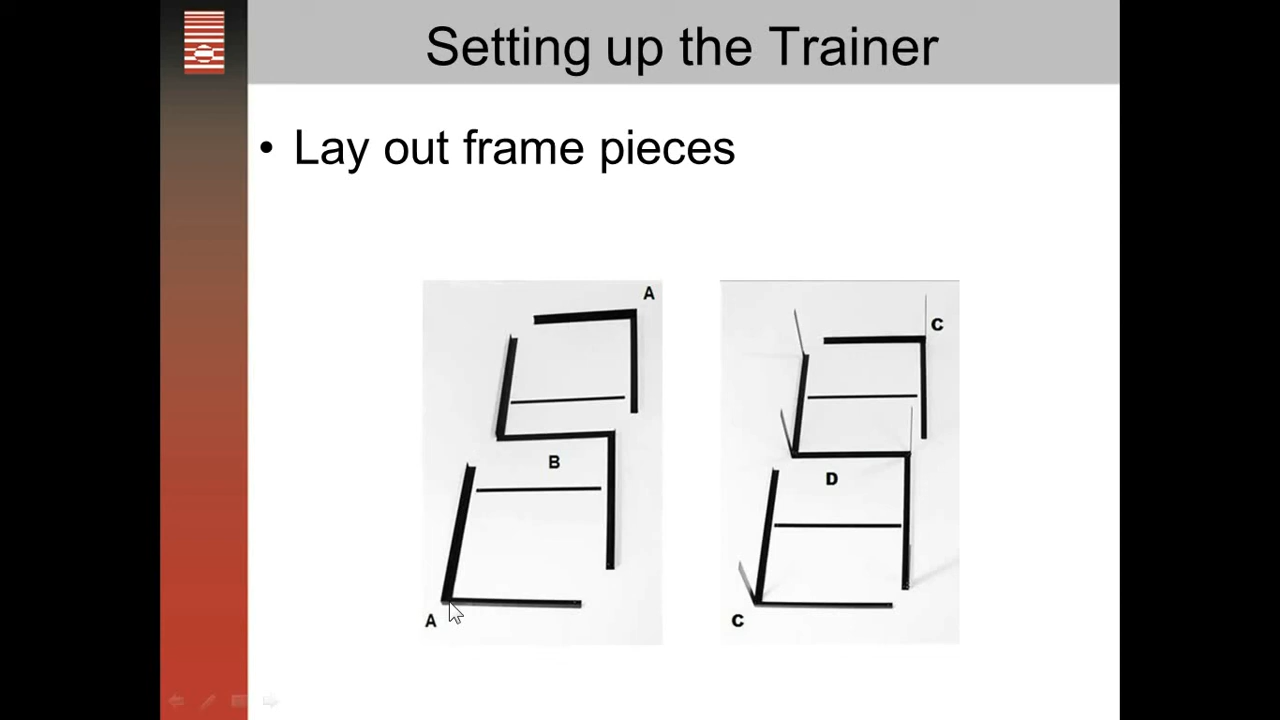 Setting up the Trainer
• Lay out frame pieces
A
B
A
C
D
C